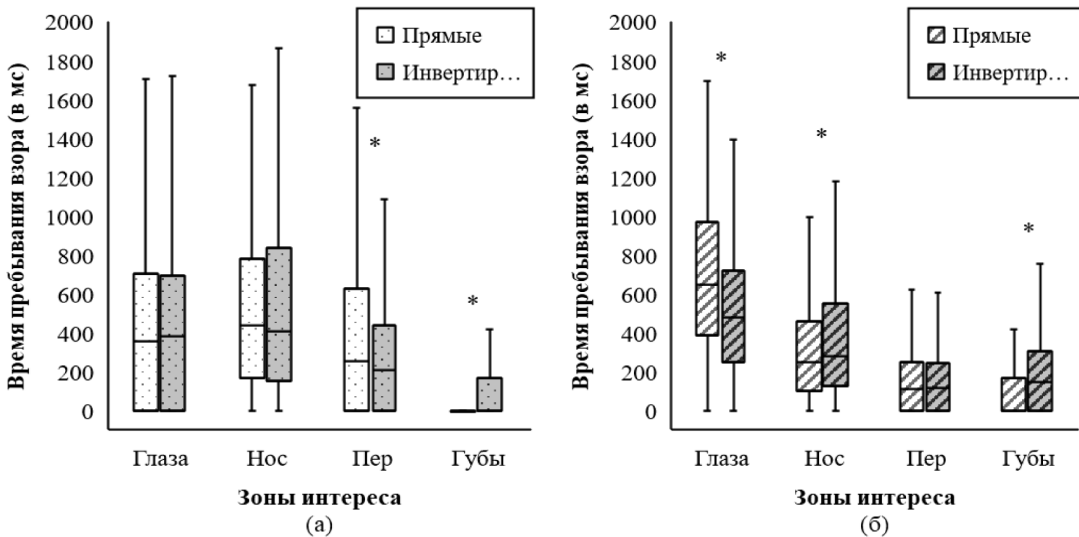 Время пребывания взора (в мс)
2000
1800
1600
1400
1200
1000
800
600
400
200
0
Прямые
Инвертир…
*
*
Глаза Нос Пер Губы
Зоны интереса
(а)
Время пребывания взора (в мс)
2000
1800
1600
1400
1200
1000
800
600
400
200
0
Прямые
Инвертир…
*
*
*
Глаза Нос Пер Губы
Зоны интереса
(б)